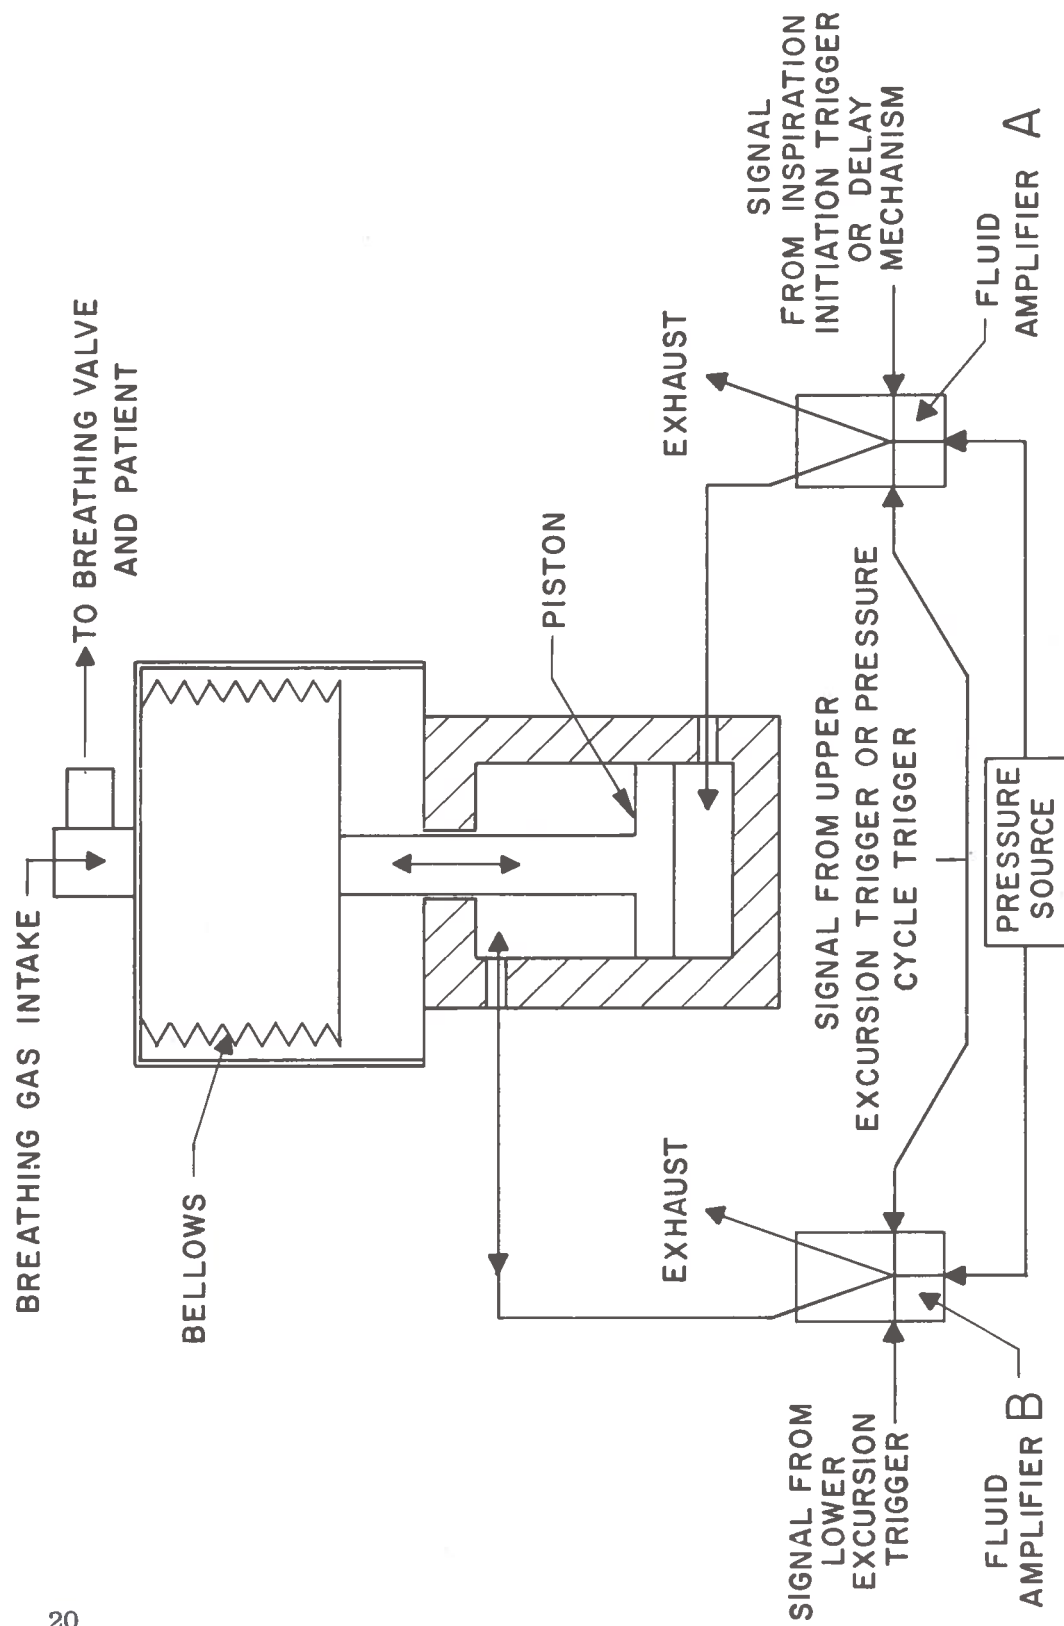 BREATHING GAS INTAKE
TO BREATHING VALVE
AND PATIENT
BELLOWS
PISTON
EXHAUST
EXHAUST
SIGNAL
FROM INSPIRATION
INITIATION TRIGGER
OR DELAY
MECHANISM
SIGNAL FROM UPPER
EXCURSION TRIGGER OR PRESSURE
CYCLE TRIGGER
SIGNAL FROM
LOWER
EXCURSION
TRIGGER
FLUID
AMPLIFIER B
PRESSURE
SOURCE
FLUID
AMPLIFIER A
20